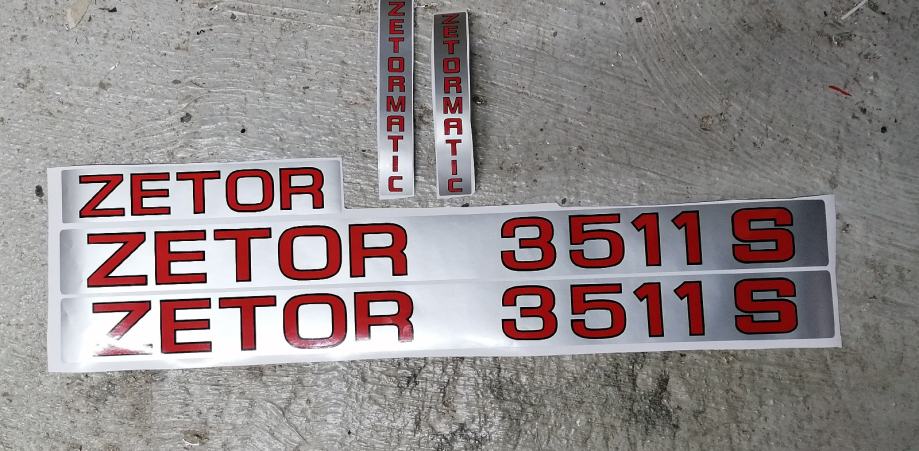 ZETORMATIC
ZETORMATIC
ZETOR
ZETOR 3511 S
ZETOR 3511 S